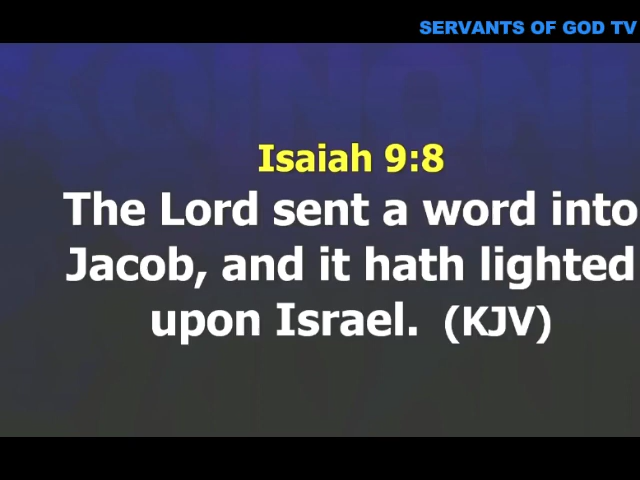 SERVANTS OF GOD TV
Isaiah 9:8
The Lord sent a word into
Jacob, and it hath lighted
upon Israel. (KJV)